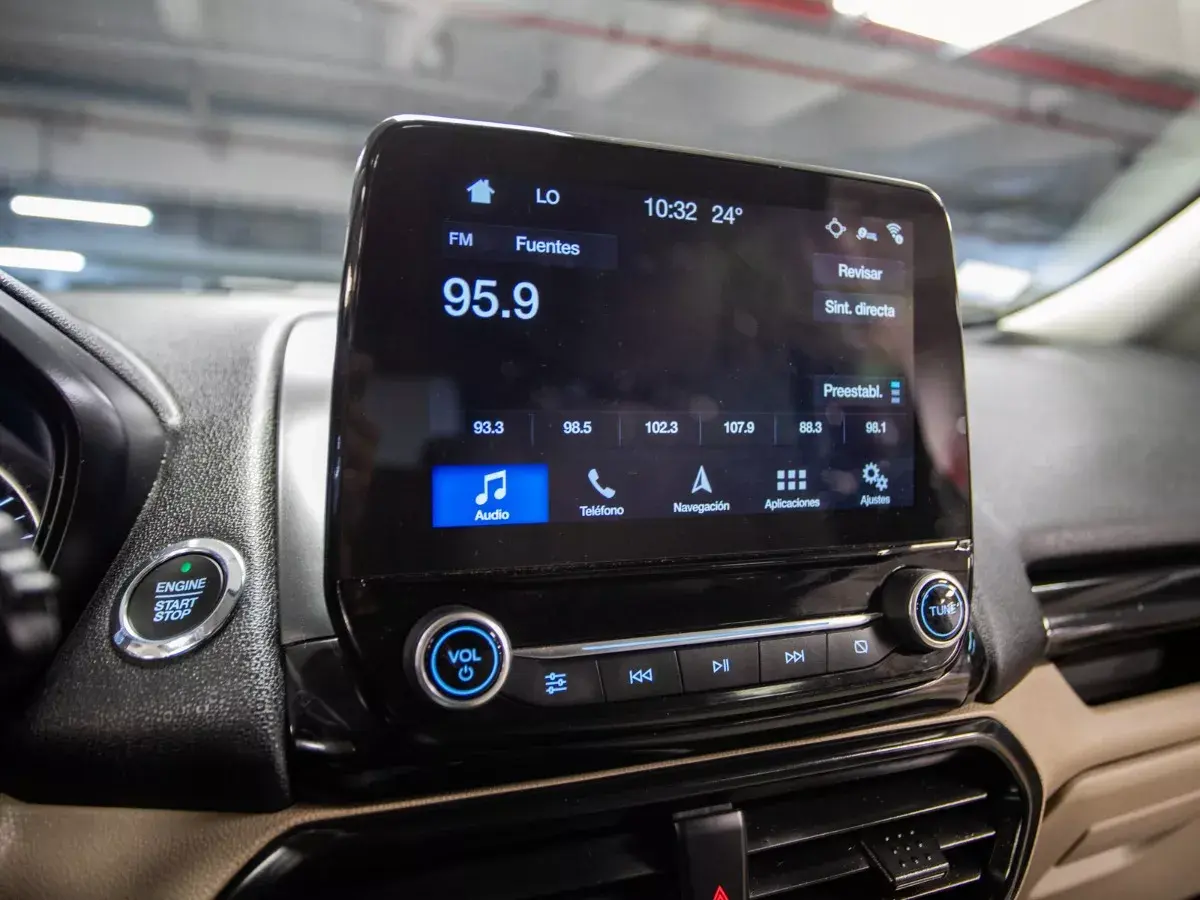 LO
10:32 24°
FM Fuentes
Revisar
95.9
Sint. directa
Preestabl.
93.3 98.5 102.3 107.9 88.3 98.1
Audio Teléfono Navegación Aplicaciones Ajustes
ENGINE
START
STOP
VOL
TUNE